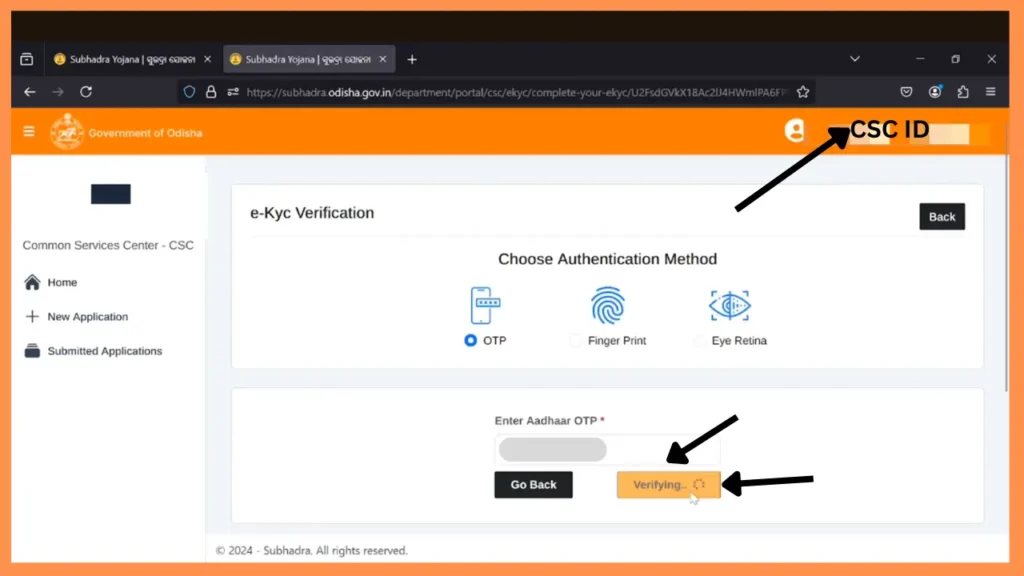 Subhadra Yojana | ସୁଭଦ୍ରା ଯୋଜନା
Subhadra Yojana | ସୁଭଦ୍ରା ଯୋଜନା
https://subhadra.odisha.gov.in/department/portal/csc/ekyc/complete-your-ekyc/
Government of Odisha
CSC ID
e-Kyc Verification
Back
Common Services Center - CSC
Choose Authentication Method
Home
New Application
OTP
Finger Print
Eye Retina
Submitted Applications
Enter Aadhaar OTP *
Go Back
Verifying..
© 2024 - Subhadra. All rights reserved.